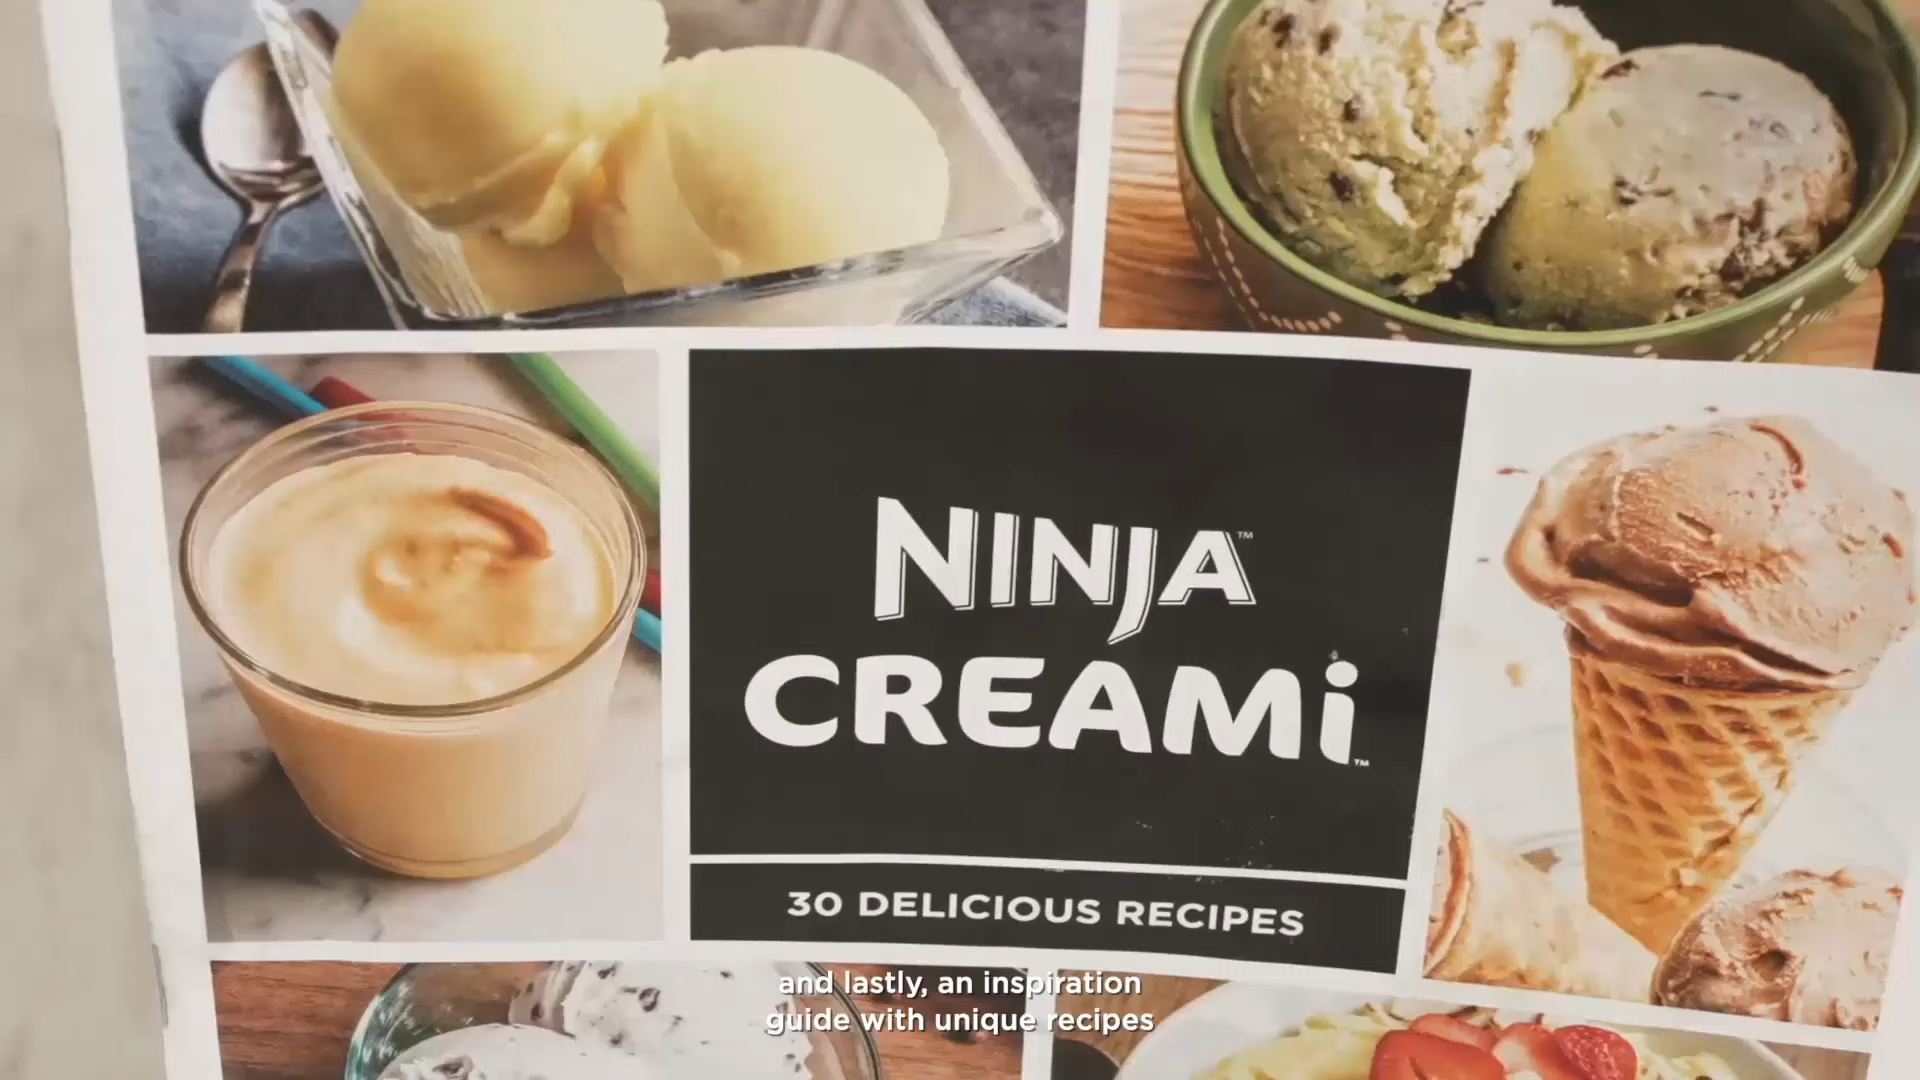 NINJA™
CREAMi™
30 DELICIOUS RECIPES
and lastly, an inspiration
guide with unique recipes